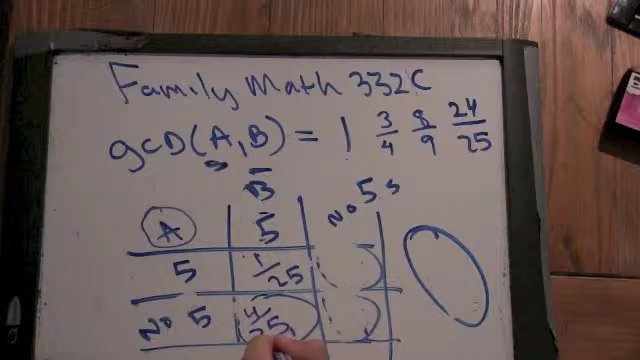 Family Math 332C
gcD(A,B) = 1 3/4 8/9 24/25
B
A 5 No 5s
5 1/25
No 5 4/25